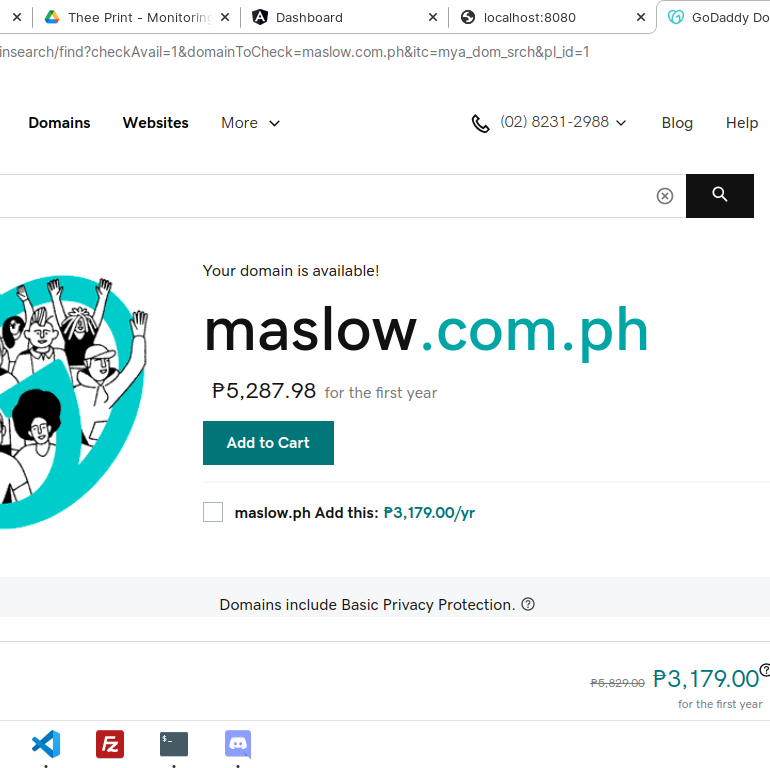 Thee Print - Monitoring
Dashboard
localhost:8080
GoDaddy Do
insearch/find?checkAvail=1&domainToCheck=maslow.com.ph&itc=mya_dom_srch&pl_id=1
Domains Websites More (02) 8231-2988 Blog Help
Your domain is available!
maslow.com.ph
₱5,287.98 for the first year
Add to Cart
maslow.ph Add this: ₱3,179.00/yr
Domains include Basic Privacy Protection.
₱5,829.00 ₱3,179.00
for the first year